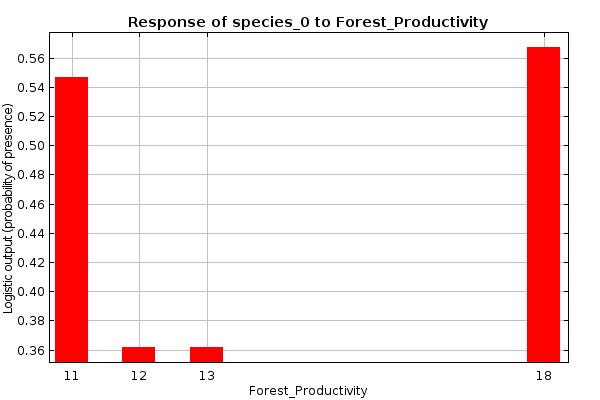 Response of species_0 to Forest_Productivity
Logistic output (probability of presence)
0.56
0.54
0.52
0.50
0.48
0.46
0.44
0.42
0.40
0.38
0.36
11 12 13 18
Forest_Productivity